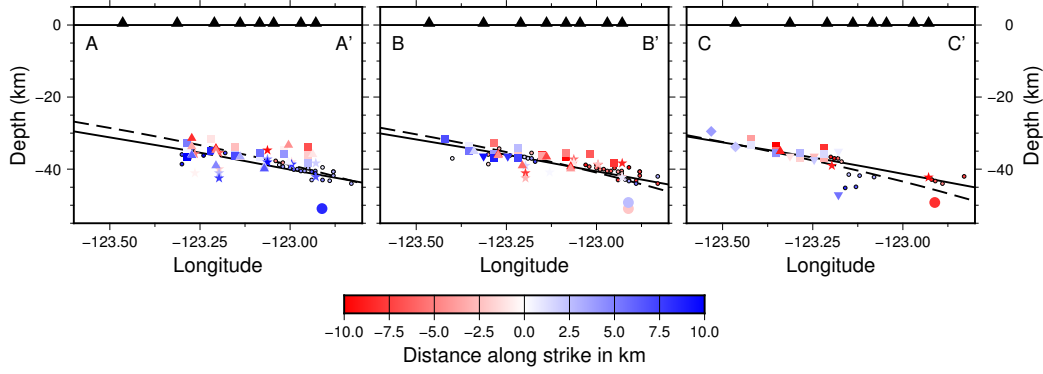 0
−20
−40
Depth (km)
A
A'
B
B'
C
C'
0
−20
−40
Depth (km)
−123.50
−123.25
−123.00
−123.50
−123.25
−123.00
−123.50
−123.25
−123.00
Longitude
Longitude
Longitude
−10.0
−7.5
−5.0
−2.5
0.0
2.5
5.0
7.5
10.0
Distance along strike in km